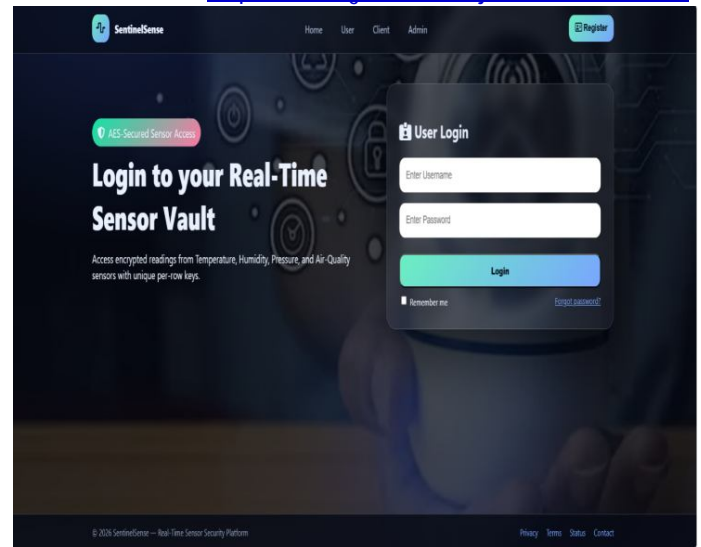 SentinelSense
Home User Client Admin
Register
AES-Secured Sensor Access
Login to your Real-Time
Sensor Vault
Access encrypted readings from Temperature, Humidity, Pressure, and Air-Quality
sensors with unique per-row keys.
User Login
Enter Username
Enter Password
Login
Remember me
Forgot password?
© 2026 SentinelSense — Real-Time Sensor Security Platform
Privacy Terms Status Contact